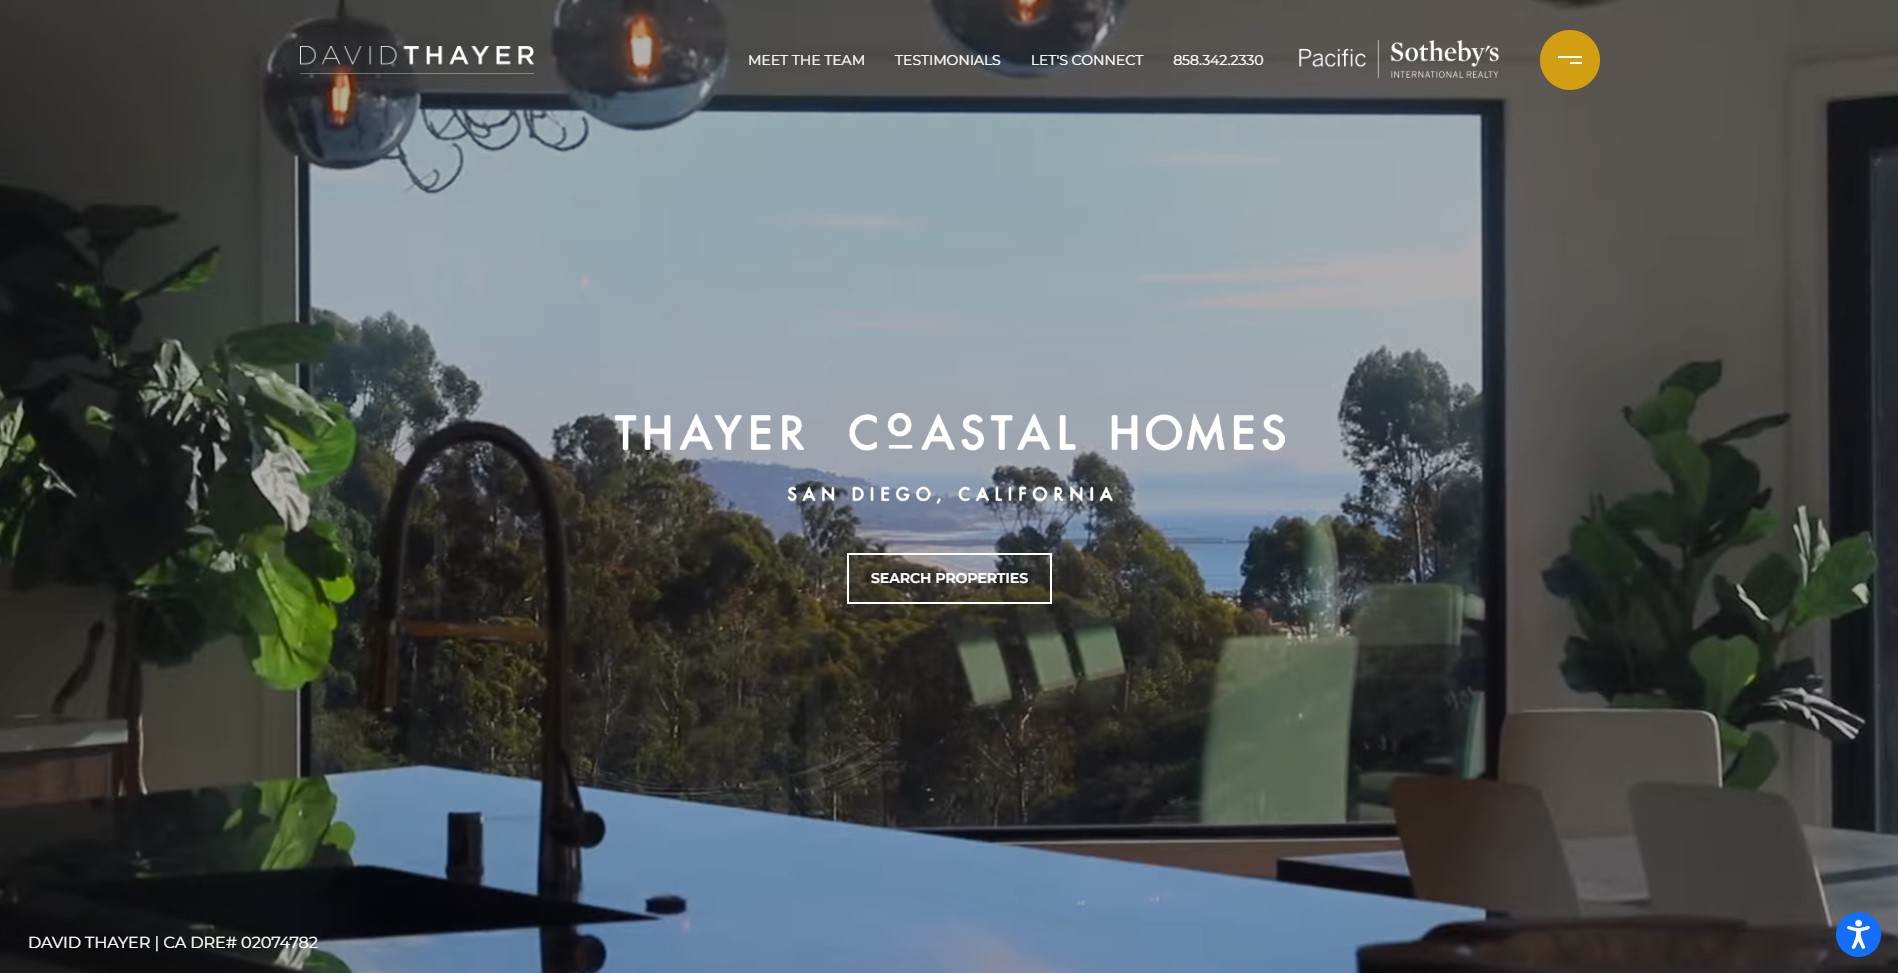 DAVIDTHAYER
MEET THE TEAM
TESTIMONIALS
LET'S CONNECT
858.342.2330
Pacific Sotheby's
INTERNATIONAL REALTY
THAYER COASTAL HOMES
SAN DIEGO, CALIFORNIA
SEARCH PROPERTIES
DAVID THAYER | CA DRE# 02074782